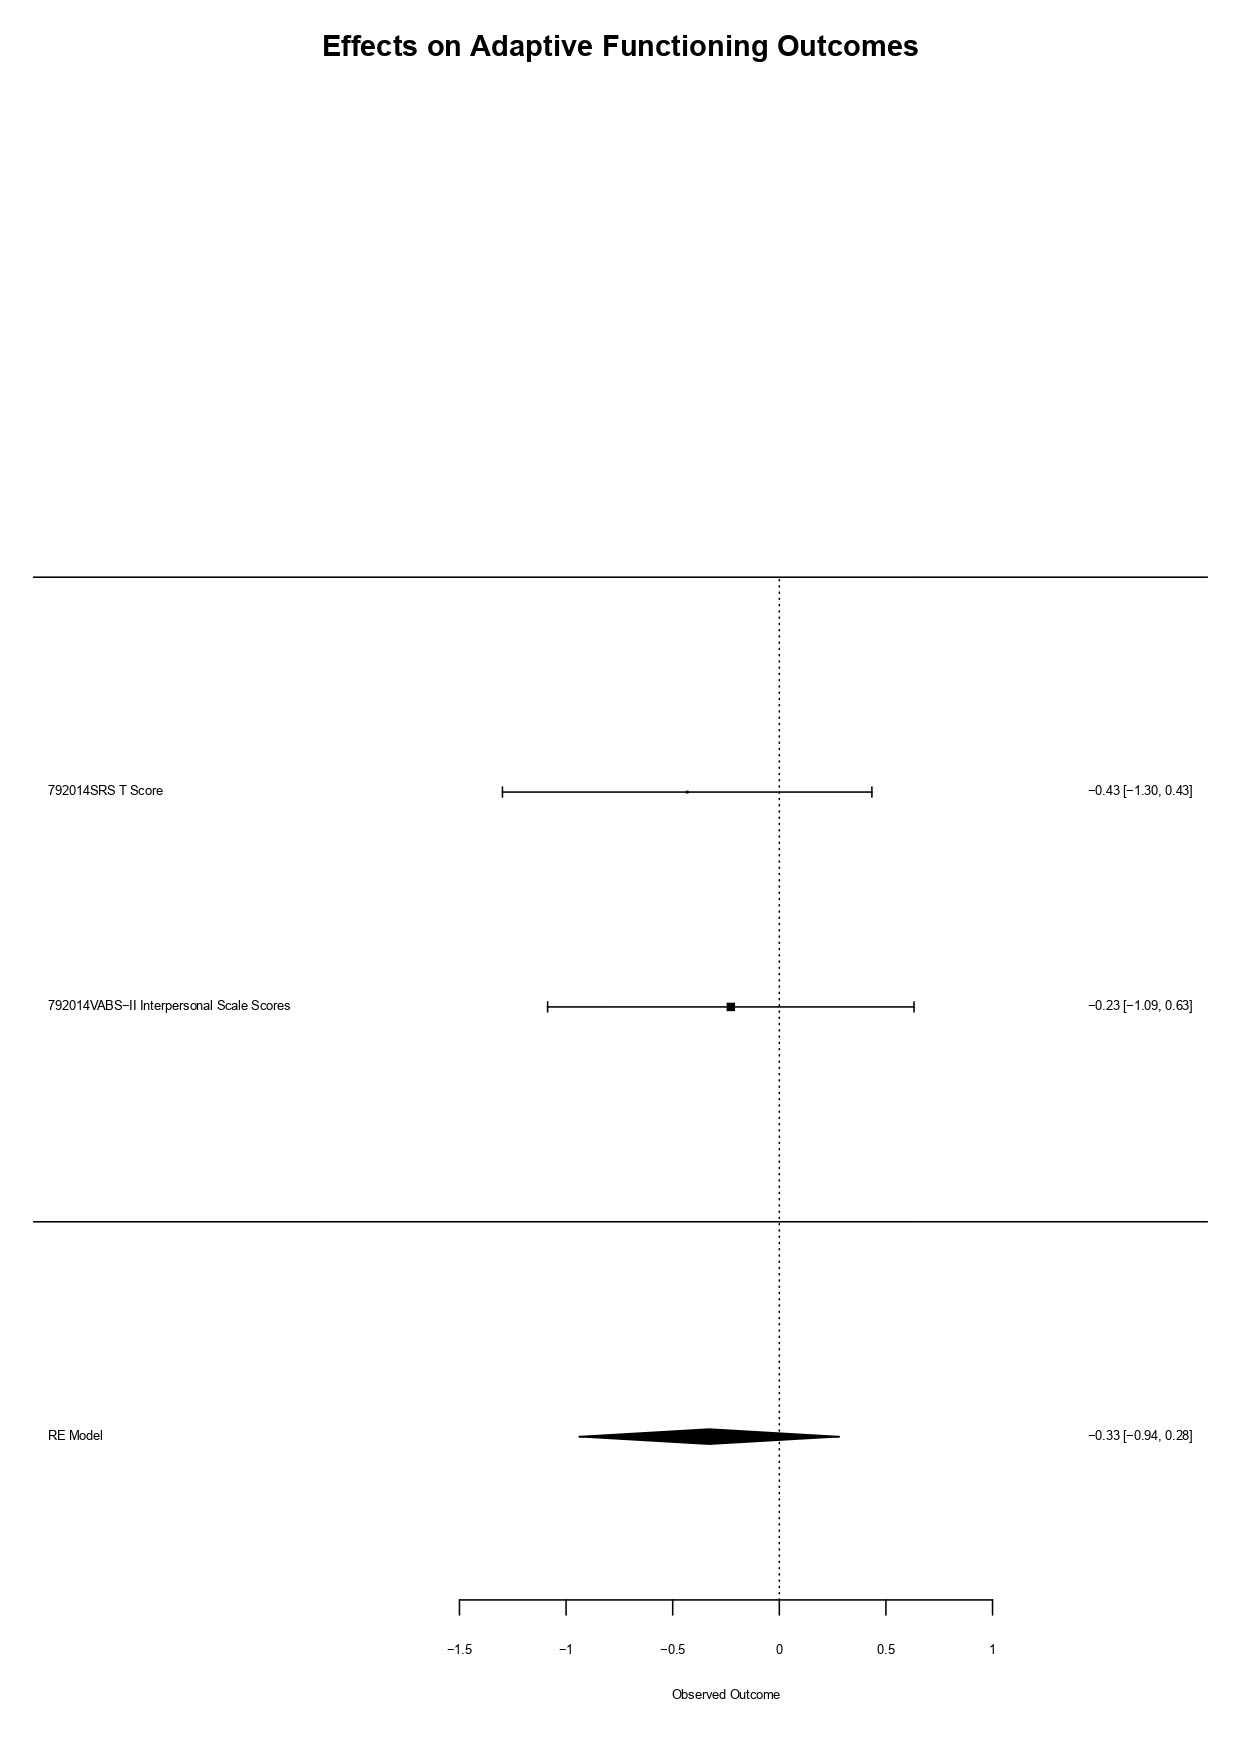 Effects on Adaptive Functioning Outcomes
792014SRS T Score −0.43 [−1.30, 0.43]
792014VABS−II Interpersonal Scale Scores −0.23 [−1.09, 0.63]
RE Model −0.33 [−0.94, 0.28]
−1.5 −1 −0.5 0 0.5 1
Observed Outcome